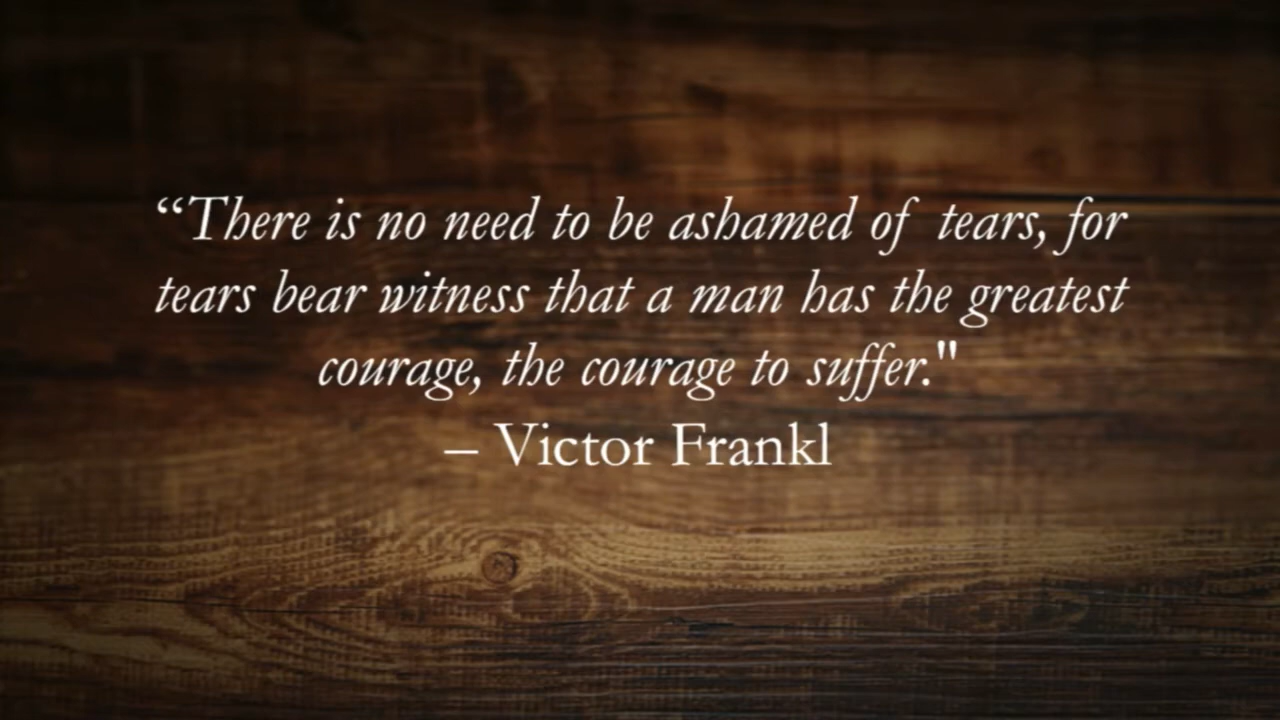 “There is no need to be ashamed of tears, for
tears bear witness that a man has the greatest
courage, the courage to suffer."
– Victor Frankl